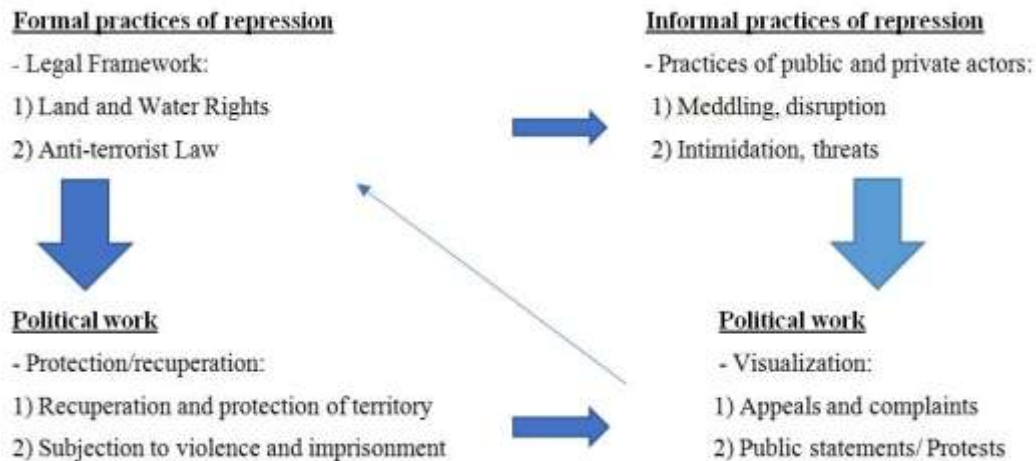 Formal practices of repression
- Legal Framework:
1) Land and Water Rights
2) Anti-terrorist Law
Informal practices of repression
- Practices of public and private actors:
1) Meddling, disruption
2) Intimidation, threats
Political work
- Protection/recuperation:
1) Recuperation and protection of territory
2) Subjection to violence and imprisonment
Political work
- Visualization:
1) Appeals and complaints
2) Public statements/ Protests